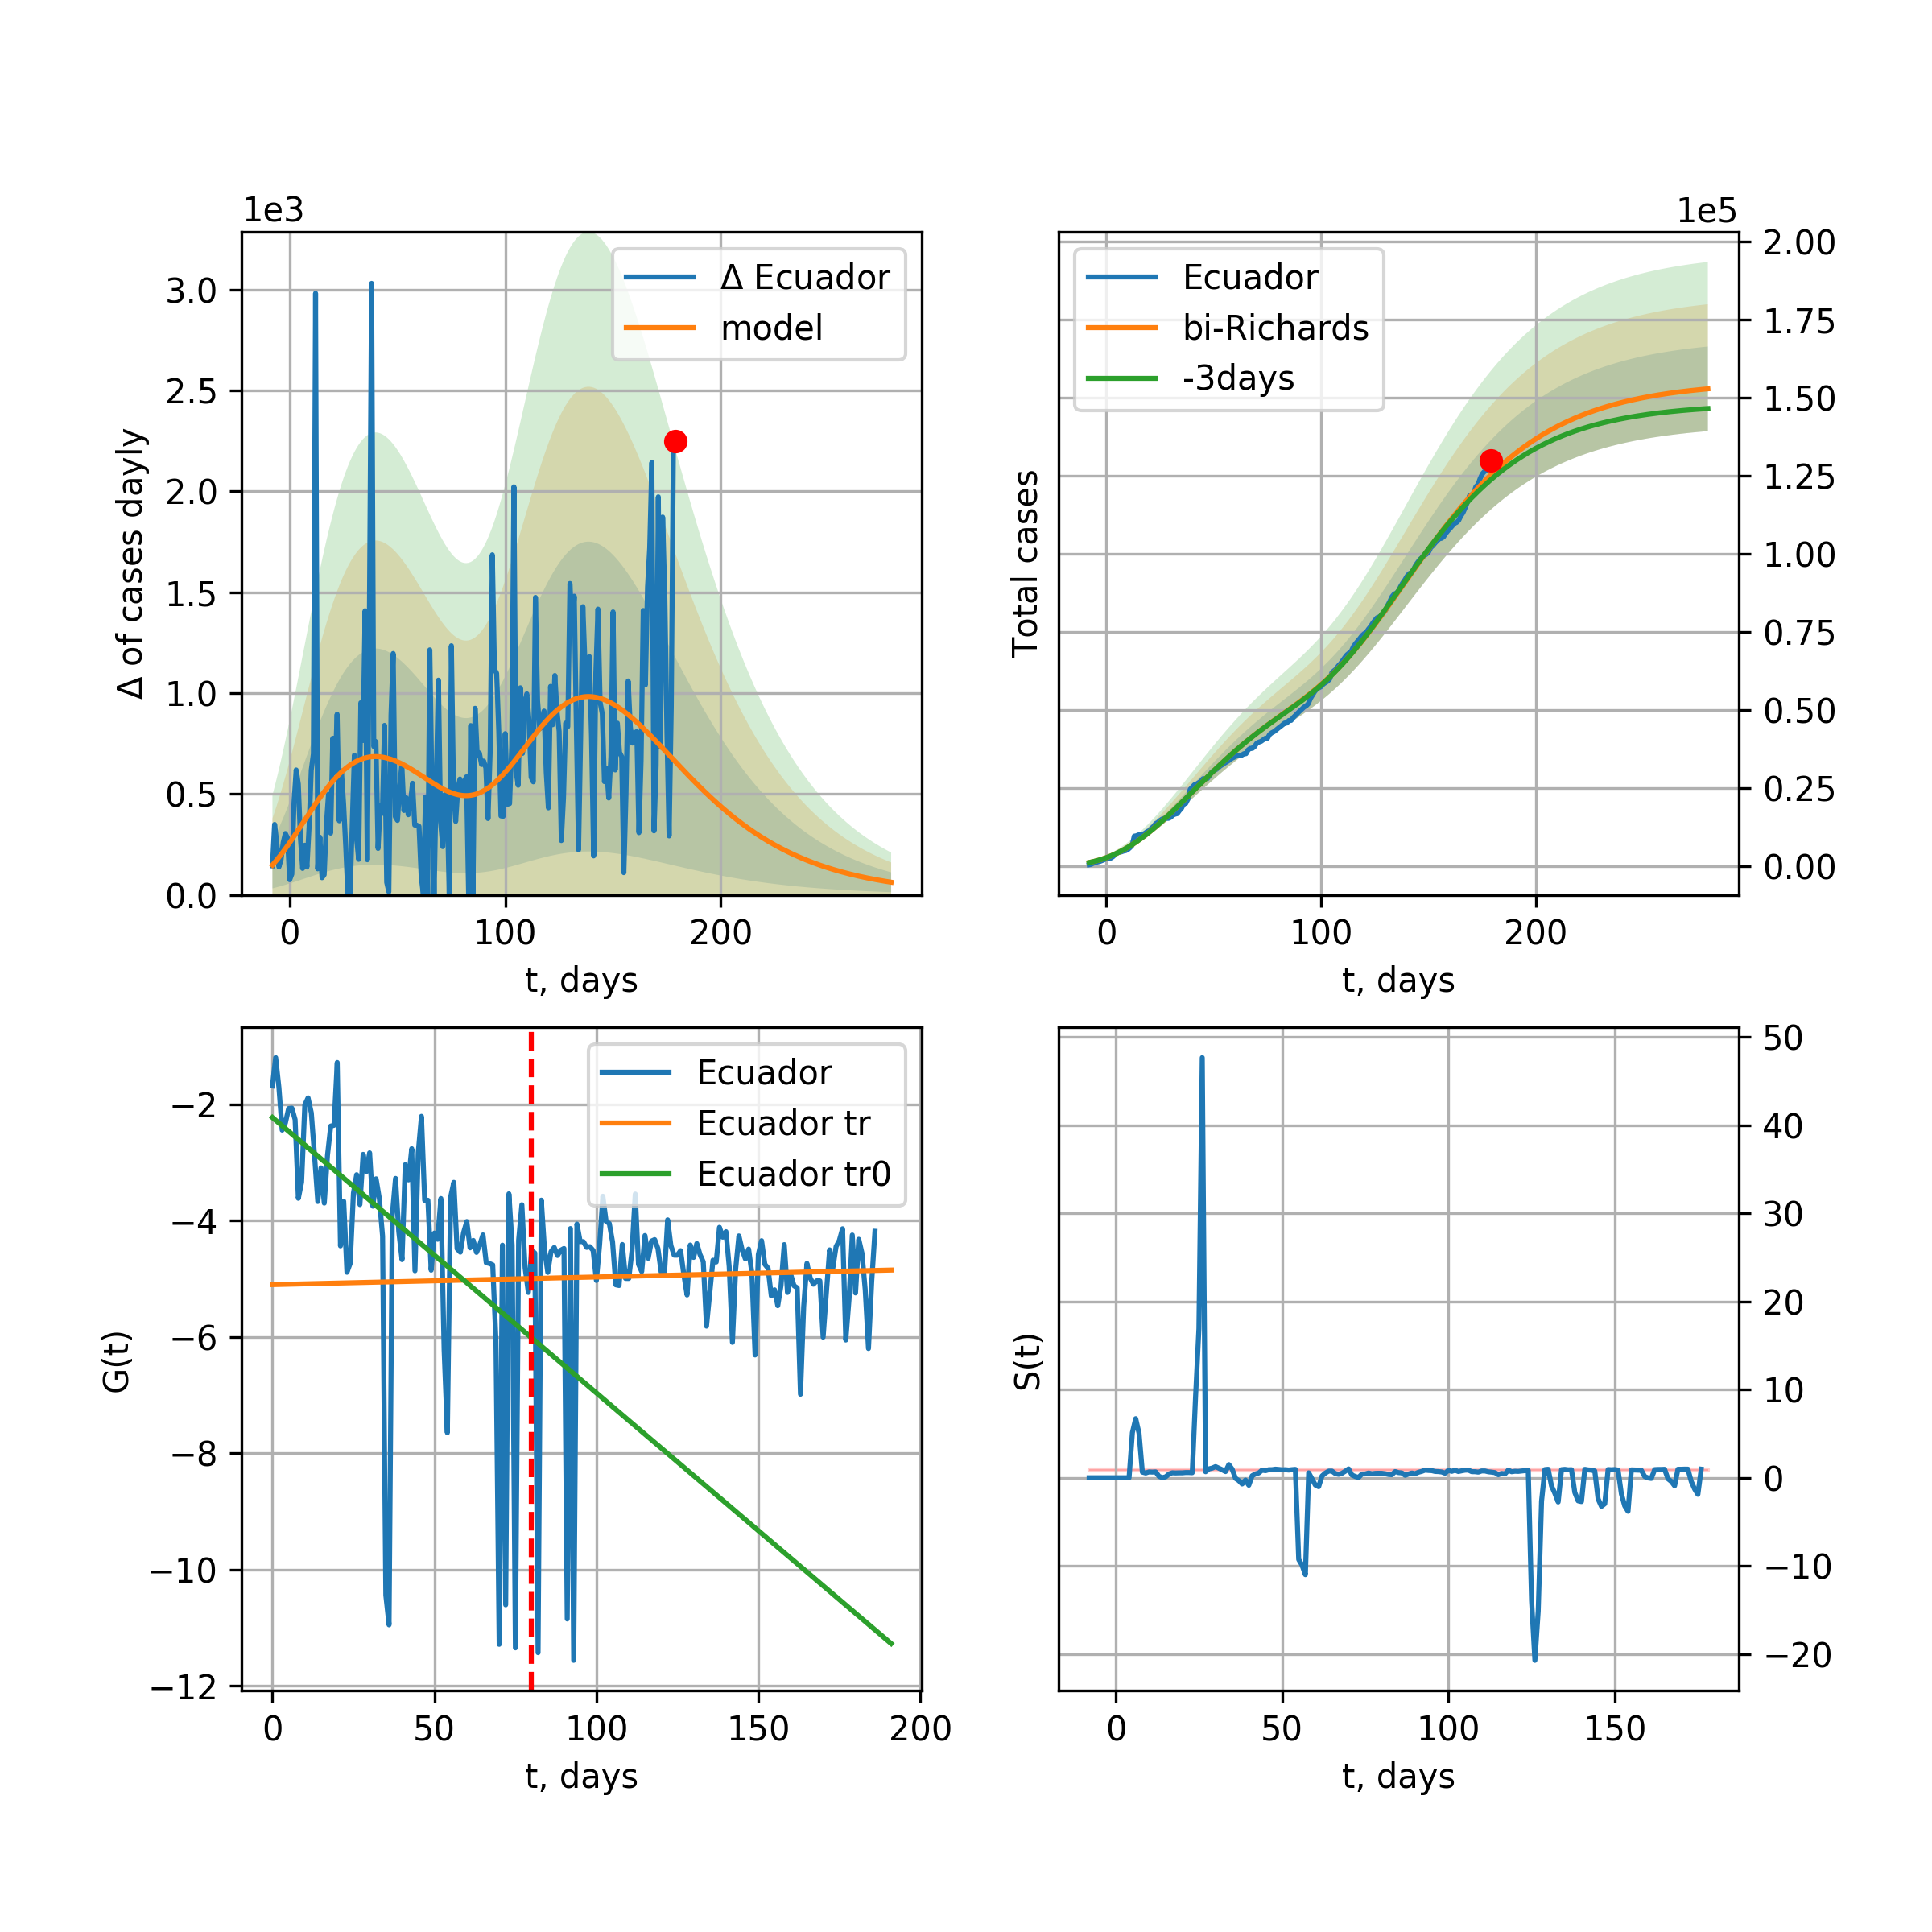 1e3
3.0
2.5
2.0
1.5
1.0
0.5
0.0
Δ of cases dayly
Δ Ecuador
model
0
100
200
t, days
1e5
Ecuador
bi-Richards
-3days
2.00
1.75
1.50
1.25
1.00
0.75
0.50
0.25
0.00
Total cases
0
100
200
t, days
−2
−4
−6
−8
−10
−12
G(t)
Ecuador
Ecuador tr
Ecuador tr0
0
50
100
150
200
t, days
50
40
30
20
10
0
−10
−20
S(t)
0
50
100
150
t, days